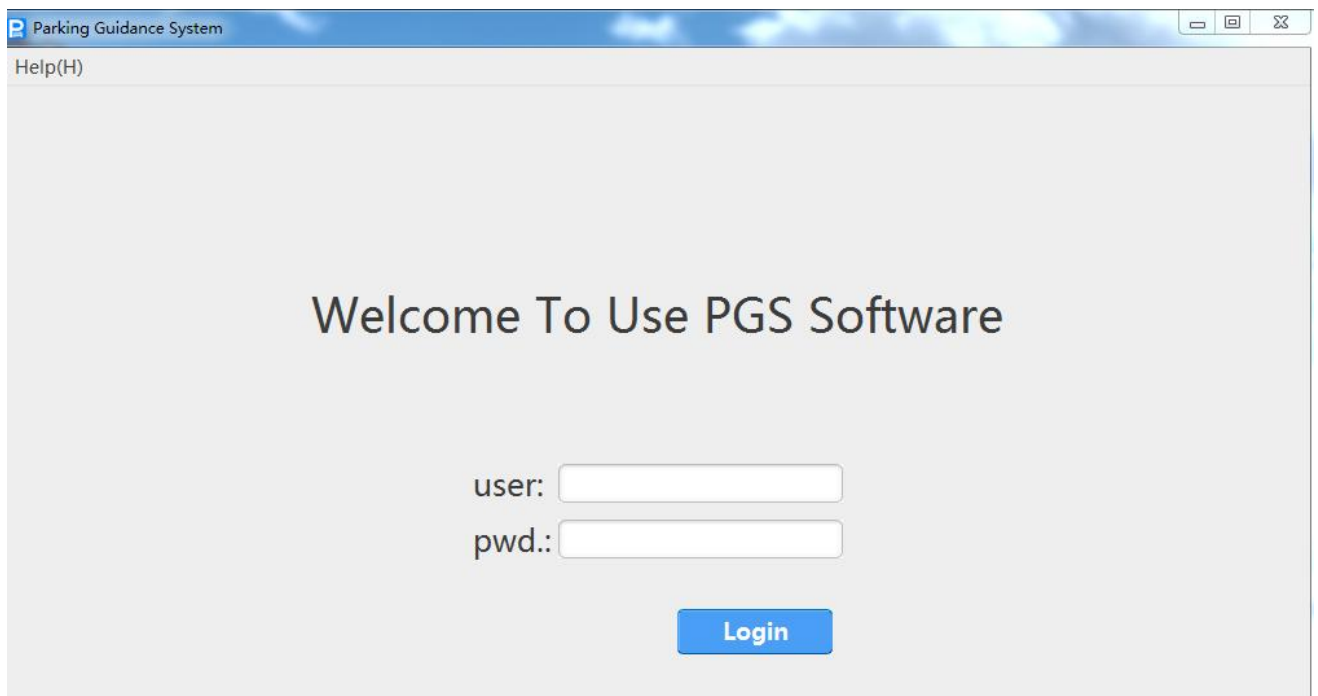 Parking Guidance System
Help(H)
Welcome To Use PGS Software
user:
pwd.:
Login